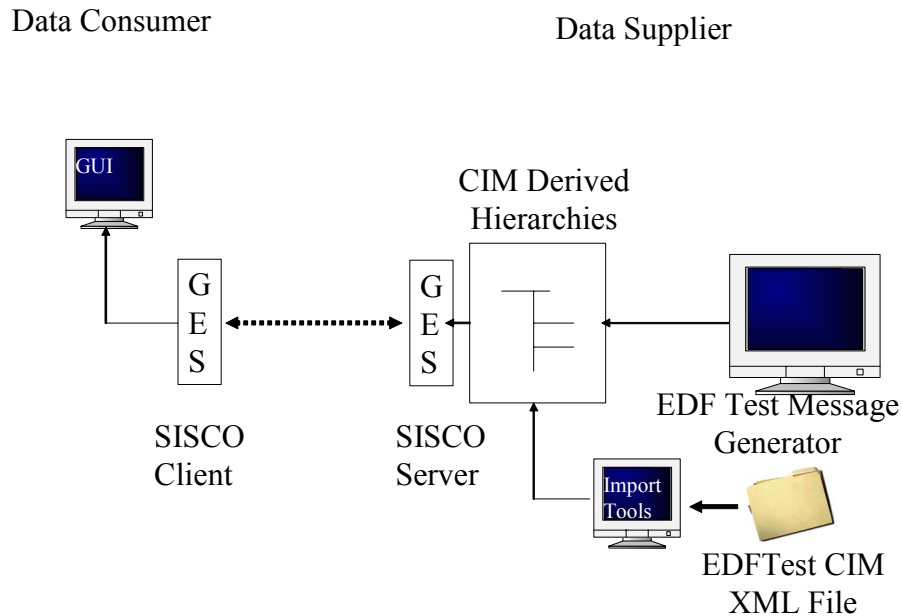 Data Consumer
Data Supplier
GUI
CIM Derived
Hierarchies
G
E
S
G
E
S
EDF Test Message
Generator
SISCO
Client
SISCO
Server
Import
Tools
EDFTest CIM
XML File